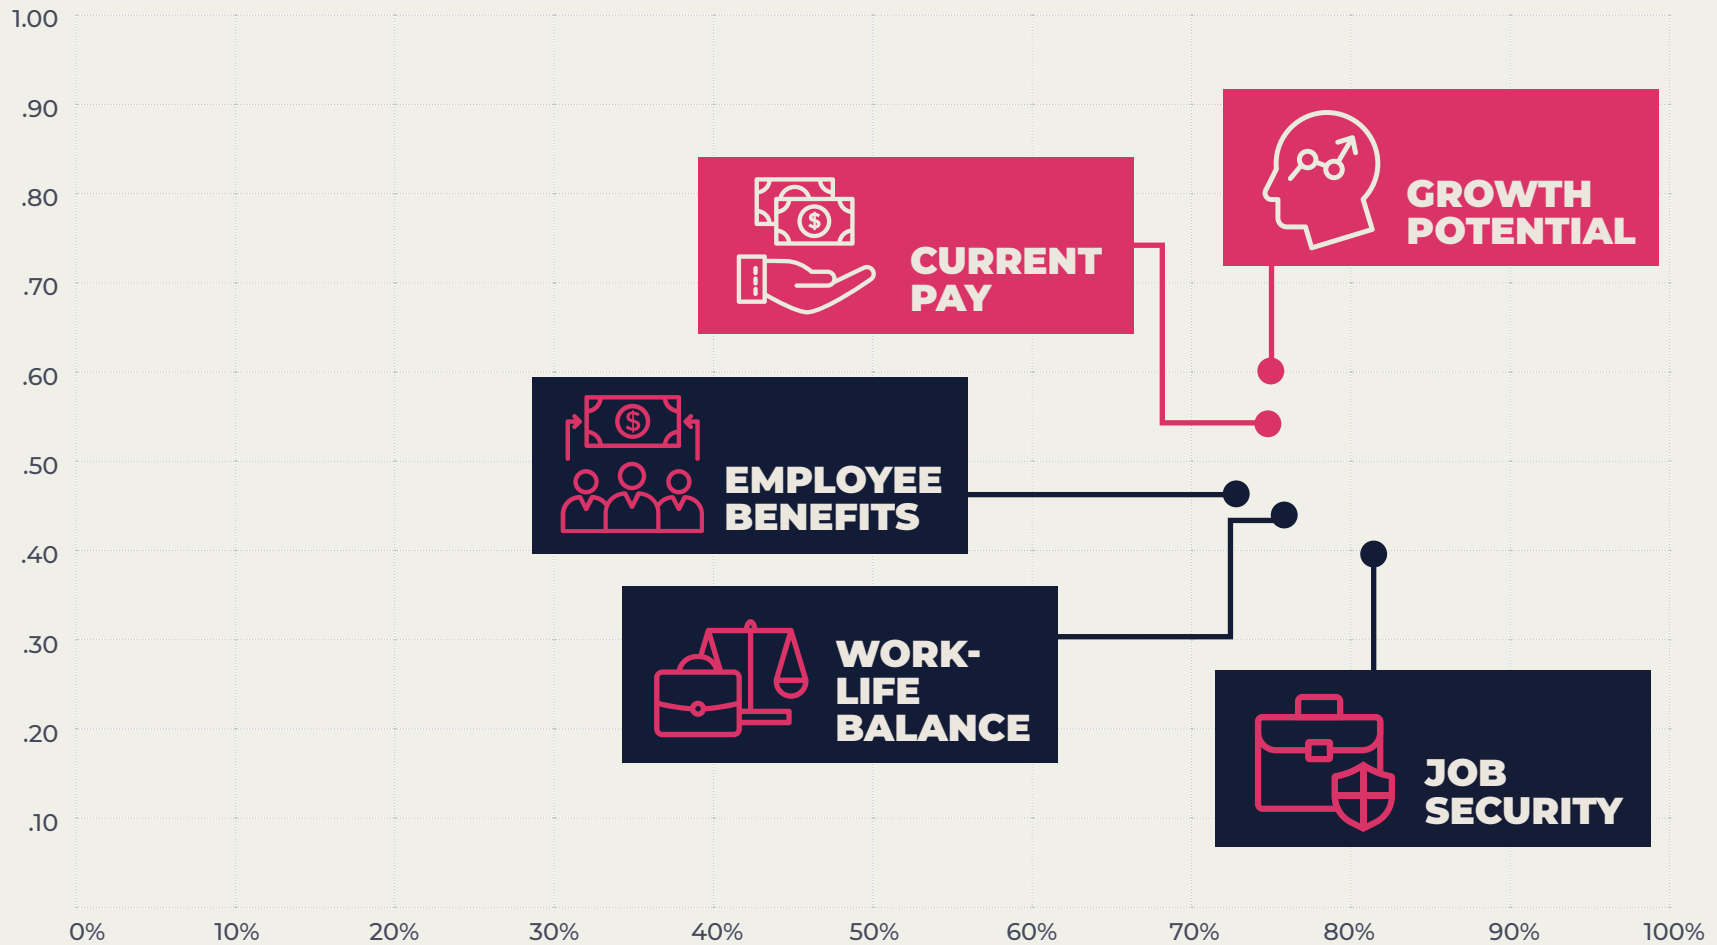 1.00
.90
.80
.70
.60
.50
.40
.30
.20
.10
GROWTH
POTENTIAL
$
CURRENT
PAY
$
EMPLOYEE
BENEFITS
WORK-
LIFE
BALANCE
JOB
SECURITY
0% 10% 20% 30% 40% 50% 60% 70% 80% 90% 100%